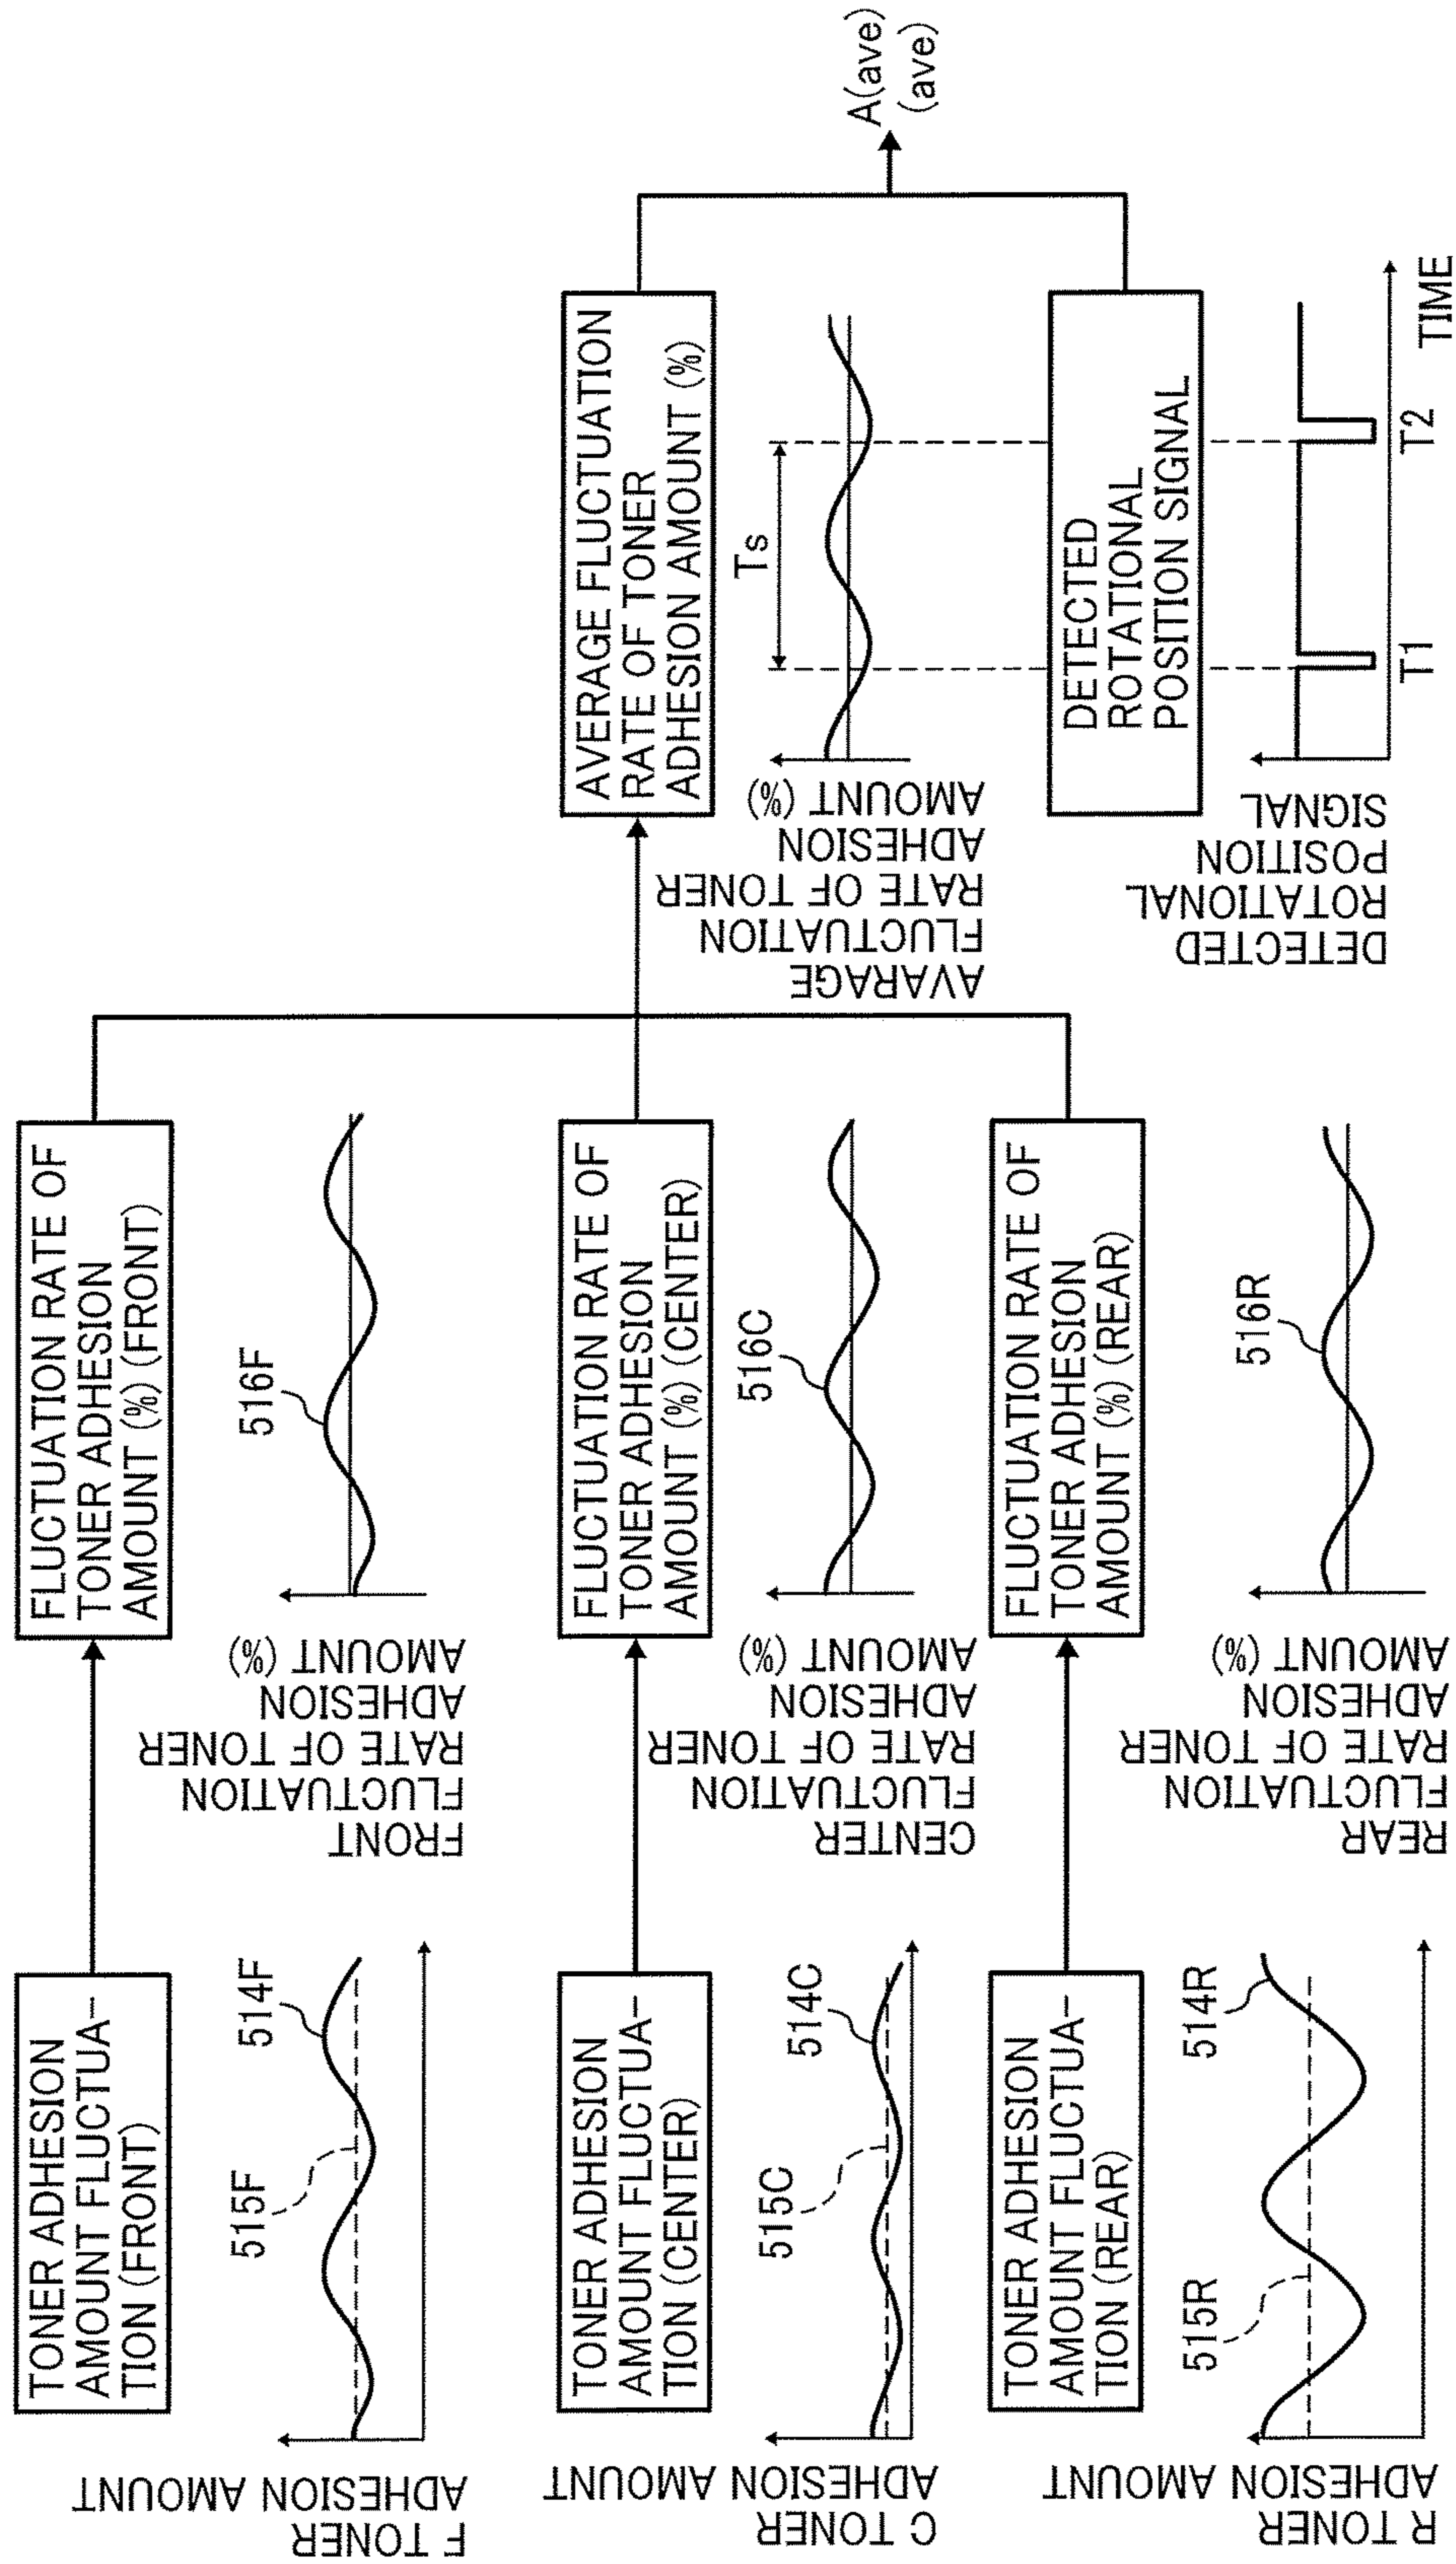 TONER ADHESION
AMOUNT FLUCTUA-
TION (FRONT)
F TONER
ADHESION AMOUNT
514F
515F
FLUCTUATION RATE OF
TONER ADHESION
AMOUNT (%) (FRONT)
FRONT
FLUCTUATION
RATE OF TONER
ADHESION
AMOUNT (%)
516F
TONER ADHESION
AMOUNT FLUCTUA-
TION (CENTER)
C TONER
ADHESION AMOUNT
514C
515C
FLUCTUATION RATE OF
TONER ADHESION
AMOUNT (%) (CENTER)
CENTER
FLUCTUATION
RATE OF TONER
ADHESION
AMOUNT (%)
516C
TONER ADHESION
AMOUNT FLUCTUA-
TION (REAR)
R TONER
ADHESION AMOUNT
514R
515R
FLUCTUATION RATE OF
TONER ADHESION
AMOUNT (%) (REAR)
REAR
FLUCTUATION
RATE OF TONER
ADHESION
AMOUNT (%)
516R
AVERAGE FLUCTUATION
RATE OF TONER
ADHESION AMOUNT (%)
AVARAGE
FLUCTUATION
RATE OF TONER
ADHESION
AMOUNT (%)
Ts
DETECTED
ROTATIONAL
POSITION SIGNAL
DETECTED
ROTATIONAL
POSITION
SIGNAL
T1
T2
TIME
A(ave)
(ave)